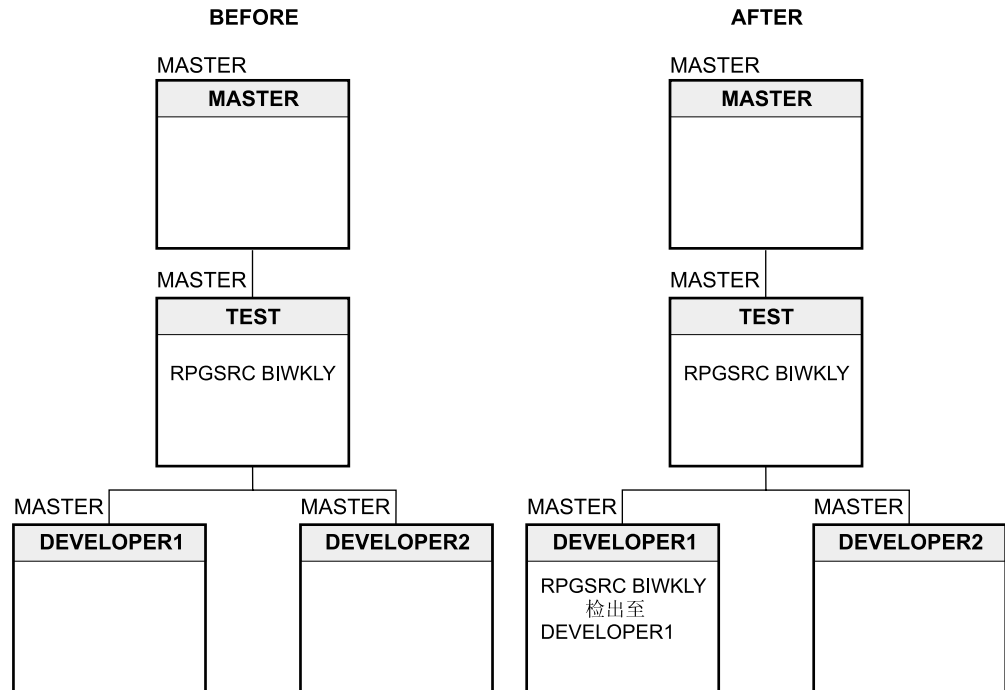 BEFORE
MASTER
MASTER
MASTER
TEST
RPGSRC BIWKLY
MASTER
DEVELOPER1
MASTER
DEVELOPER2
AFTER
MASTER
MASTER
MASTER
TEST
RPGSRC BIWKLY
MASTER
DEVELOPER1
RPGSRC BIWKLY
检出至
DEVELOPER1
MASTER
DEVELOPER2